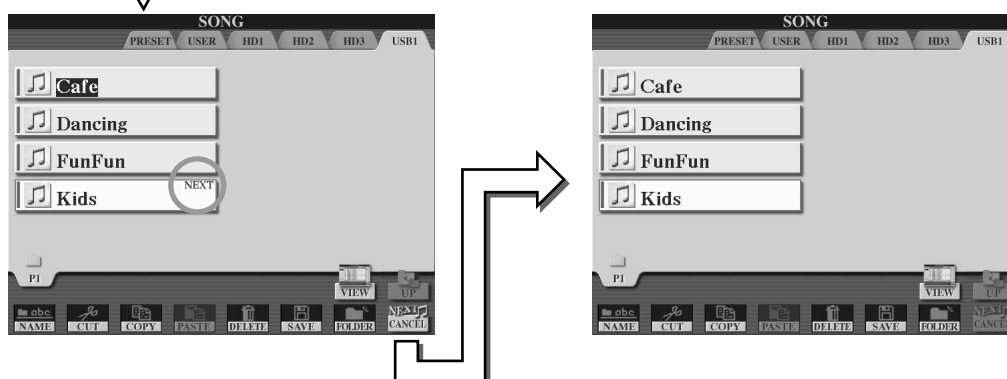 SONG
PRESET USER HD1 HD2 HD3 USB1
Cafe
Dancing
FunFun
NEXT
Kids
P1
VIEW UP
abc NEXT
NAME CUT COPY PASTE DELETE SAVE FOLDER CANCEL
SONG
PRESET USER HD1 HD2 HD3 USB1
Cafe
Dancing
FunFun
Kids
P1
VIEW UP
abc NEXT
NAME CUT COPY PASTE DELETE SAVE FOLDER CANCEL